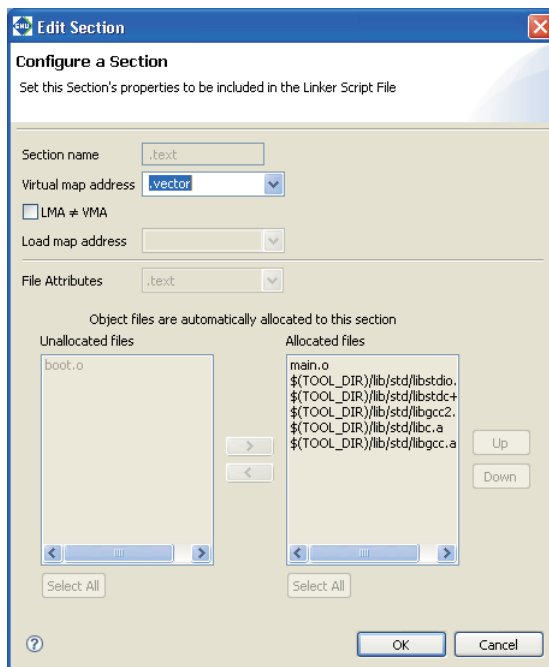 GNU Edit Section
Configure a Section
Set this Section's properties to be included in the Linker Script File
Section name .text
Virtual map address .vector
LMA ≠ VMA
Load map address
File Attributes .text
Object files are automatically allocated to this section
Unallocated files Allocated files
boot.o main.o
$(TOOL_DIR)/lib/std/libstdio.
$(TOOL_DIR)/lib/std/libstdc+
$(TOOL_DIR)/lib/std/libgcc2.
$(TOOL_DIR)/lib/std/libc.a
$(TOOL_DIR)/lib/std/libgcc.a
> Up
< Down
Select All Select All
? OK Cancel